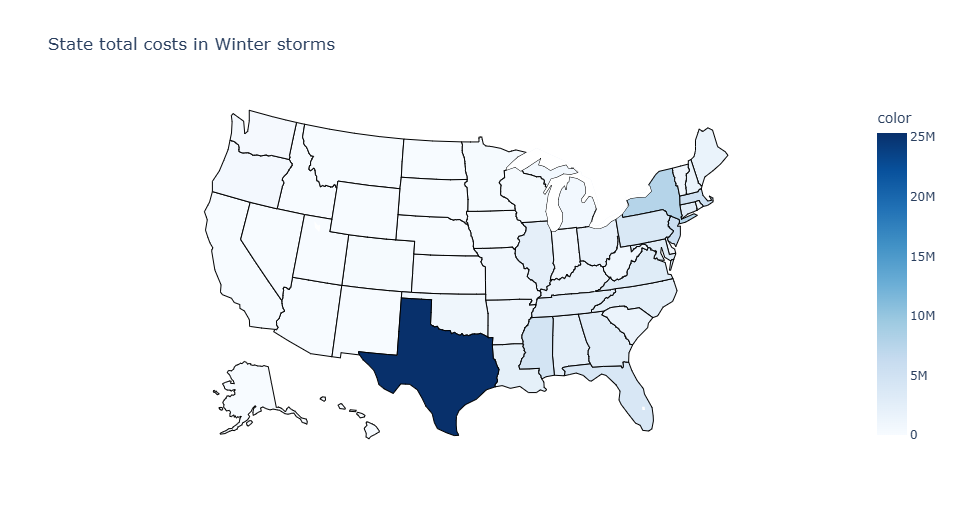 State total costs in Winter storms
color
25M
20M
15M
10M
5M
0